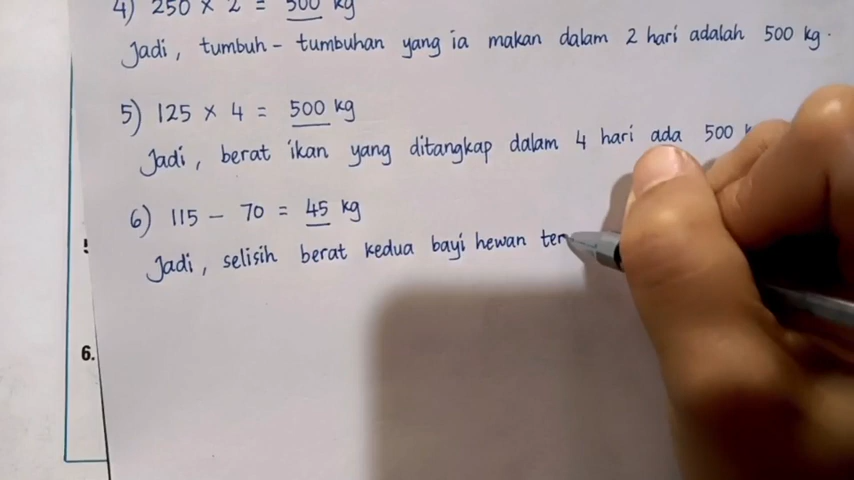 4) 250 × 2 = 500 kg
Jadi, tumbuh - tumbuhan yang ia makan dalam 2 hari adalah 500 kg.
5) 125 × 4 = 500 kg
Jadi, berat ikan yang ditangkap dalam 4 hari ada 500
6) 115 - 70 = 45 kg
Jadi, selisih berat kedua bayi hewan ter
6.